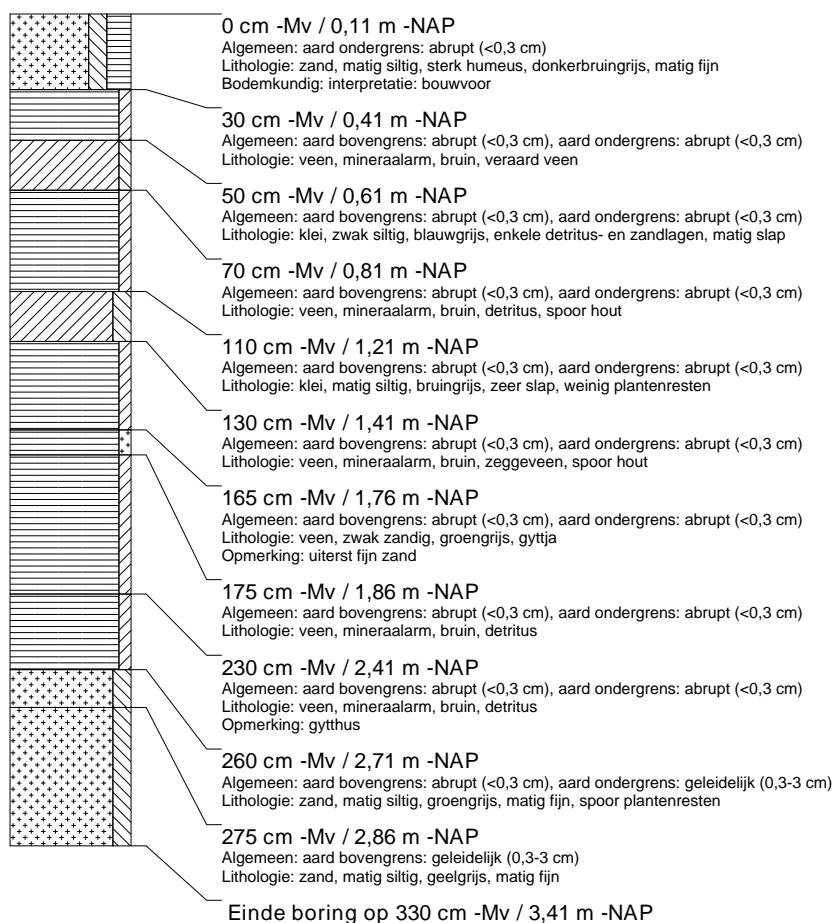 0 cm -Mv / 0,11 m -NAP
Algemeen: aard ondergrens: abrupt (<0,3 cm)
Lithologie: zand, matig siltig, sterk humeus, donkerbruingrijs, matig fijn
Bodemkundig: interpretatie: bouwvoor
30 cm -Mv / 0,41 m -NAP
Algemeen: aard bovengrens: abrupt (<0,3 cm), aard ondergrens: abrupt (<0,3 cm)
Lithologie: veen, mineraalarm, bruin, veraard veen
50 cm -Mv / 0,61 m -NAP
Algemeen: aard bovengrens: abrupt (<0,3 cm), aard ondergrens: abrupt (<0,3 cm)
Lithologie: klei, zwak siltig, blauwgrijs, enkele detritus- en zandlagen, matig slap
70 cm -Mv / 0,81 m -NAP
Algemeen: aard bovengrens: abrupt (<0,3 cm), aard ondergrens: abrupt (<0,3 cm)
Lithologie: veen, mineraalarm, bruin, detritus, spoor hout
110 cm -Mv / 1,21 m -NAP
Algemeen: aard bovengrens: abrupt (<0,3 cm), aard ondergrens: abrupt (<0,3 cm)
Lithologie: klei, matig siltig, bruingrijs, zeer slap, weinig plantenresten
130 cm -Mv / 1,41 m -NAP
Algemeen: aard bovengrens: abrupt (<0,3 cm), aard ondergrens: abrupt (<0,3 cm)
Lithologie: veen, mineraalarm, bruin, zeggeveen, spoor hout
165 cm -Mv / 1,76 m -NAP
Algemeen: aard bovengrens: abrupt (<0,3 cm), aard ondergrens: abrupt (<0,3 cm)
Lithologie: veen, zwak zandig, groengrijs, gyttja
Opmerking: uiterst fijn zand
175 cm -Mv / 1,86 m -NAP
Algemeen: aard bovengrens: abrupt (<0,3 cm), aard ondergrens: abrupt (<0,3 cm)
Lithologie: veen, mineraalarm, bruin, detritus
230 cm -Mv / 2,41 m -NAP
Algemeen: aard bovengrens: abrupt (<0,3 cm), aard ondergrens: abrupt (<0,3 cm)
Lithologie: veen, mineraalarm, bruin, detritus
Opmerking: gytthus
260 cm -Mv / 2,71 m -NAP
Algemeen: aard bovengrens: abrupt (<0,3 cm), aard ondergrens: geleidelijk (0,3-3 cm)
Lithologie: zand, matig siltig, groengrijs, matig fijn, spoor plantenresten
275 cm -Mv / 2,86 m -NAP
Algemeen: aard bovengrens: geleidelijk (0,3-3 cm)
Lithologie: zand, matig siltig, geelgrijs, matig fijn
Einde boring op 330 cm -Mv / 3,41 m -NAP